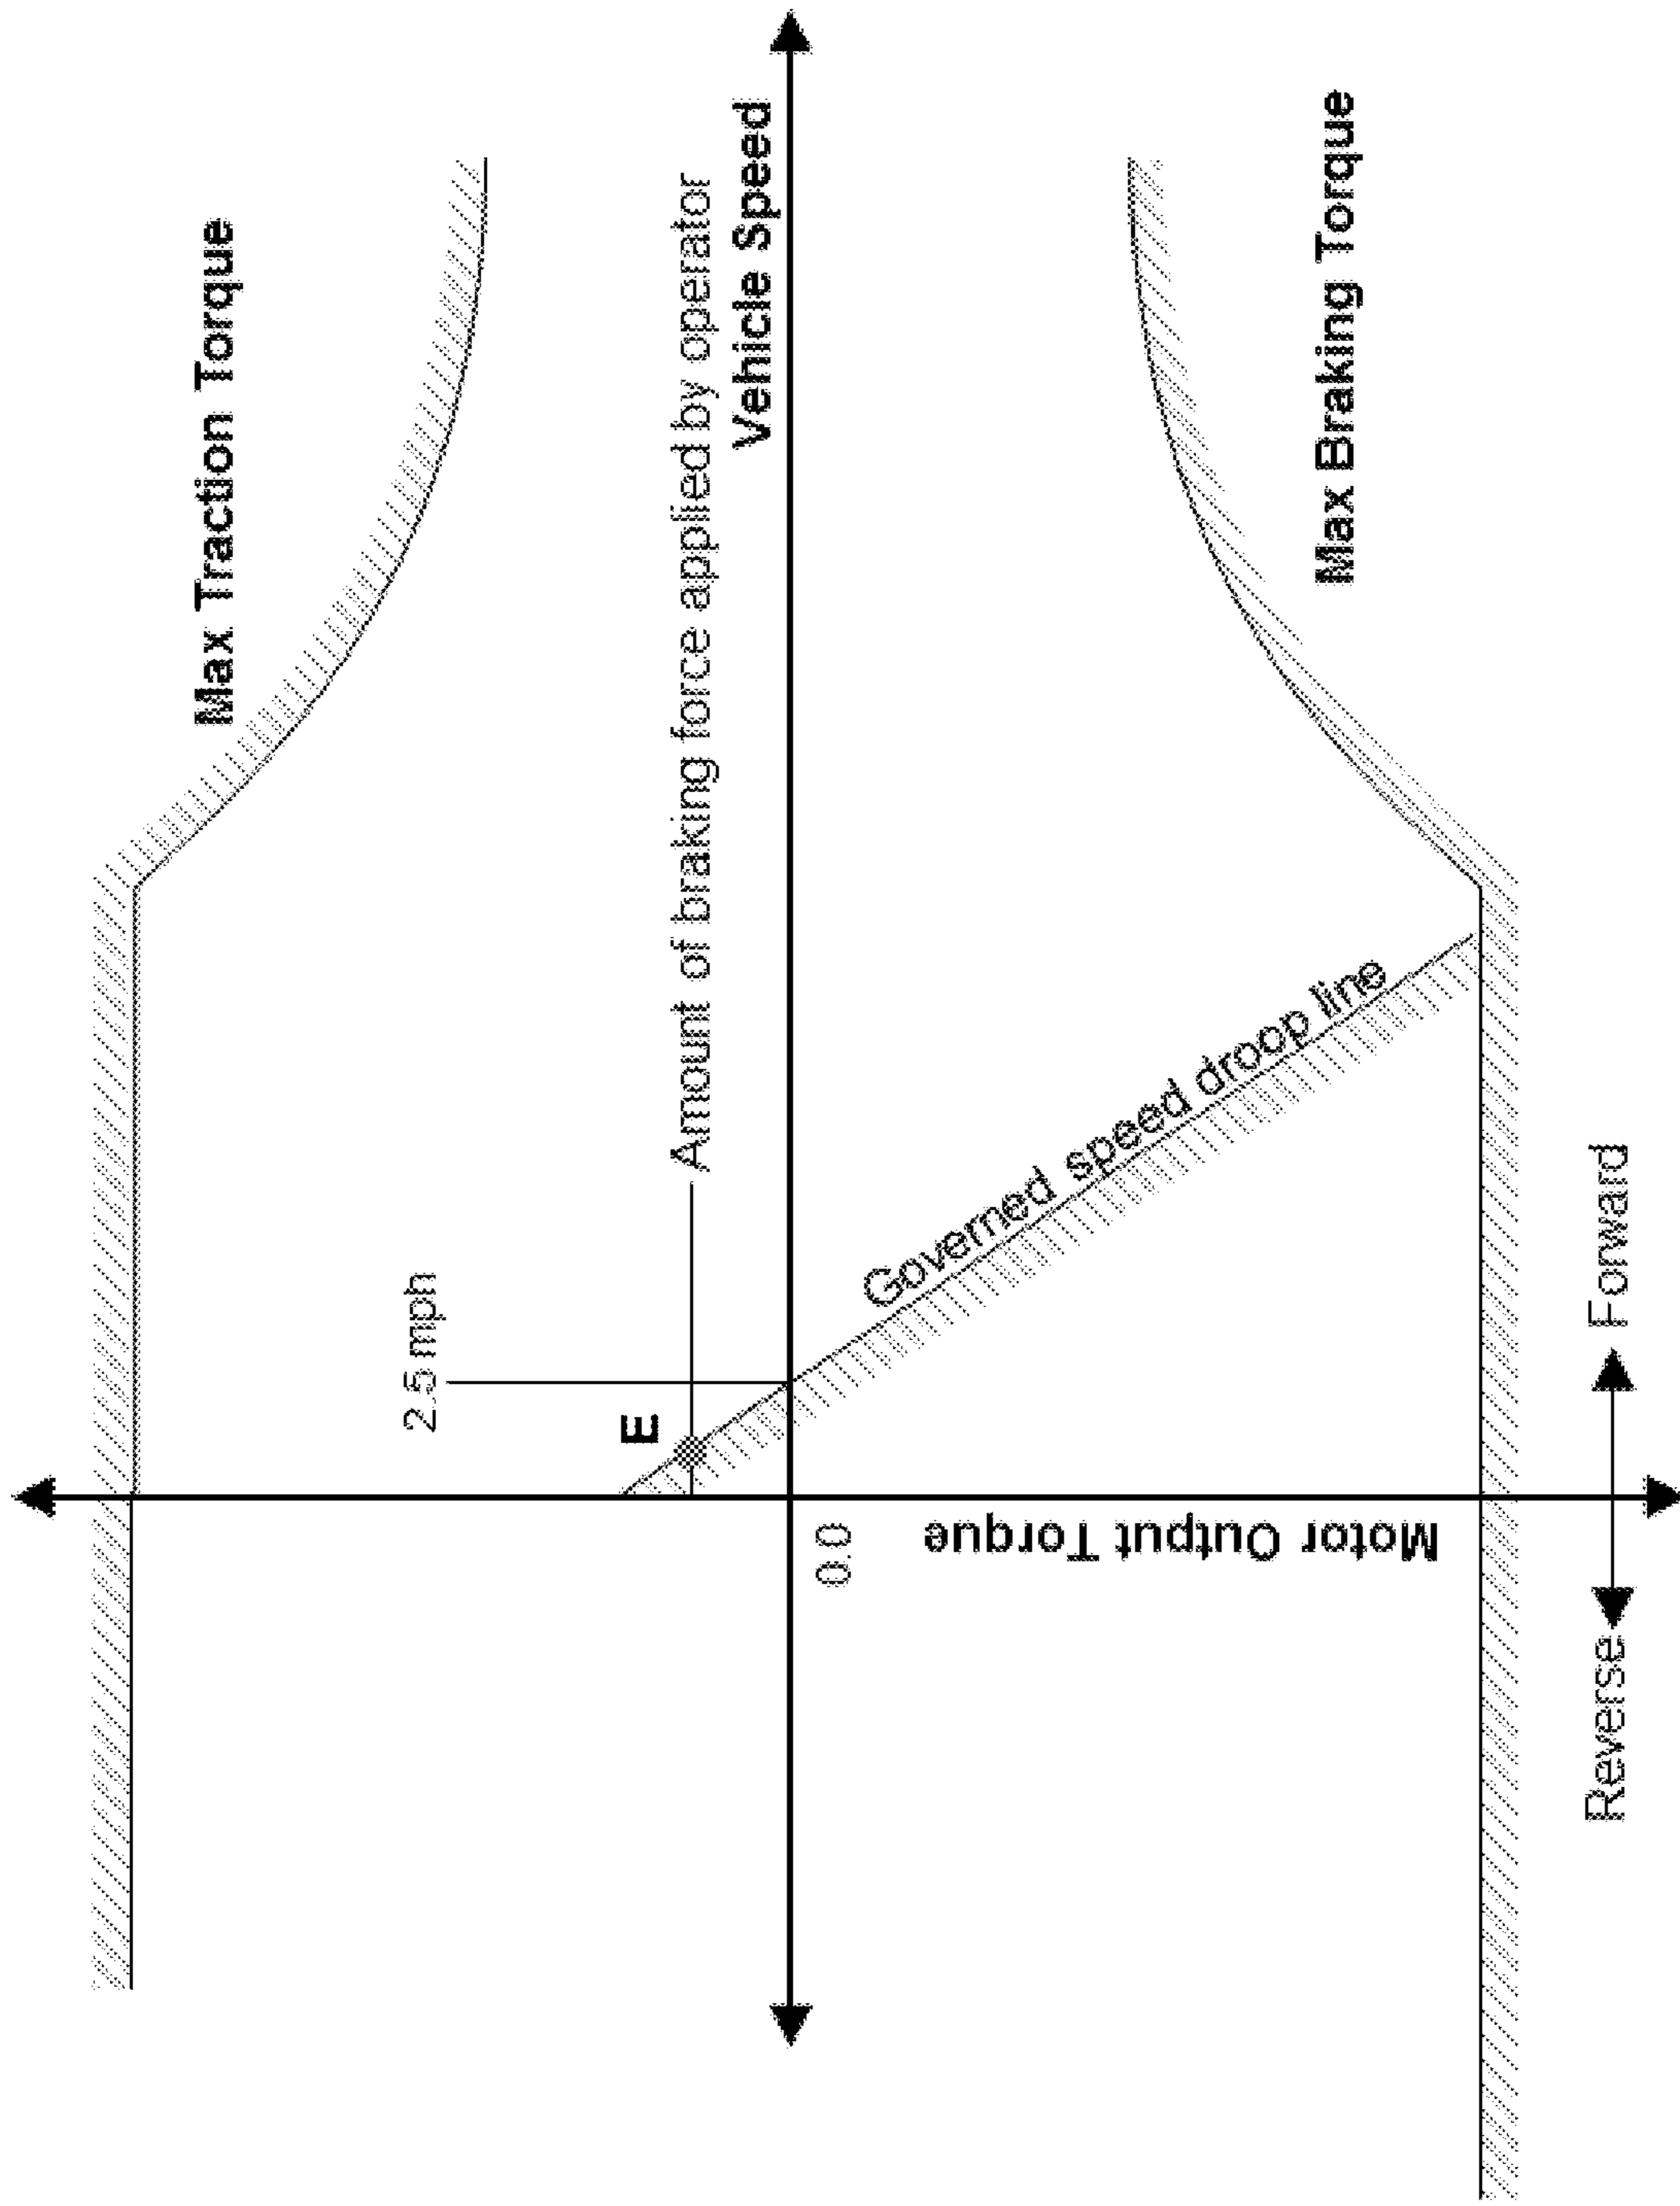 Max Traction Torque
2.5 mph
E
Amount of braking force applied by operator
Vehicle Speed
0.0
Motor Output Torque
Governed speed droop line
Max Braking Torque
Reverse
Forward